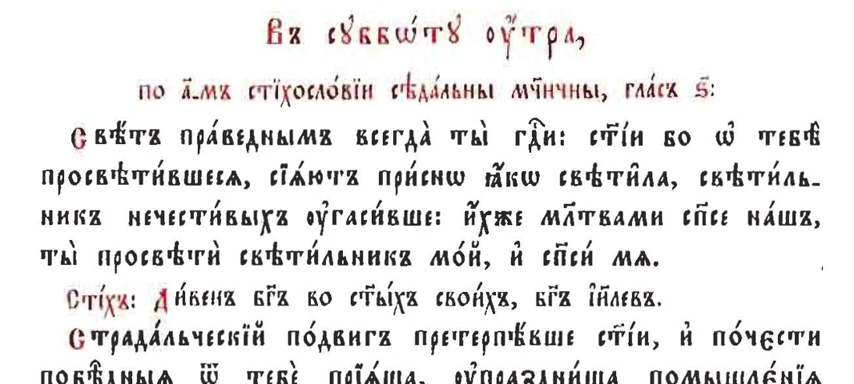 Въ сꙋббѡ́тꙋ ᲂу҆́тра,
по а҃-мъ стїхосло́вїи сѣда́льны мч҃нчны, гла́съ ѕ҃:
Свѣ́тъ пра́веднымъ всегда̀ ты̀ гдⷭ҇и: ст҃і́и бо ѡ҆ тебѣ̀
просвѣти́вшеся, сїѧ́ютъ при́снѡ ꙗ҆́кѡ свѣти̑ла, свѣти́ль-
никъ нечести́выхъ ᲂу҆гаси́вше: и҆́хже мл҃твами сп҃се на́шъ,
ты̀ просвѣтѝ свѣти́льникъ мо́й, и҆ сп҃си́ мѧ.
Сті́хъ: Ди́венъ бг҃ъ во ст҃ы́хъ свои́хъ, бг҃ъ і҆и҃левъ.
Страда́льческїй по́двигъ претерпѣ́вше ст҃і́и, и҆ по́чєсти
побѣ̑дныѧ ѿ тебѐ прїѧ́ша, ᲂу҆праздни́ша помышлє́нїѧ